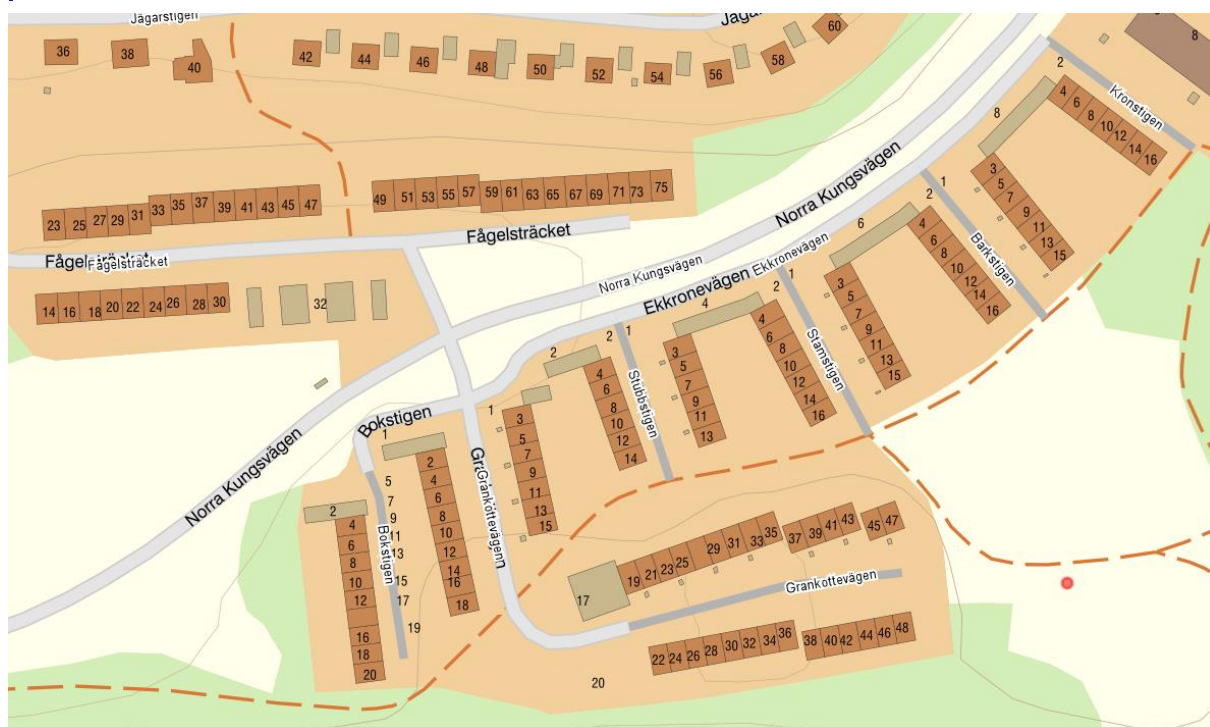 Jägarstigen
36 38 40 42 44 46 48 50 52 54 56 58 60
8
2 4 6 8 10 12 14 16
Kronstigen
8
23 25 27 29 31 33 35 37 39 41 43 45 47
49 51 53 55 57 59 61 63 65 67 69 71 73 75
Norra Kungsvägen
1 3 5 7 9 11 13 15
Fågelsträcket
Fågelsträcket
Fågelsträcket
2 4 6 8 10 12 14 16
Barkstigen
6
Norra Kungsvägen
Ekkronevägen
Ekkronevägen
14 16 18 20 22 24 26 28 30
32
1 3 5 7 9 11 13 15
4
2 4 6 8 10 12 14 16
Stamstigen
1 3 5 7 9 11 13
2
2 4 6 8 10 12 14
Stubbstigen
Bokstigen
1
1 3 5 7 9 11 13 15
2 4 6 8 10 12 14 16 18
Norra Kungsvägen
Grankottevägen
5 7 9 11 13 15 17 19
Bokstigen
2
4 6 8 10 12 16 18 20
17
19 21 23 25 29 31 33 35 37 39 41 43 45 47
Grankottevägen
22 24 26 28 30 32 34 36 38 40 42 44 46 48
20